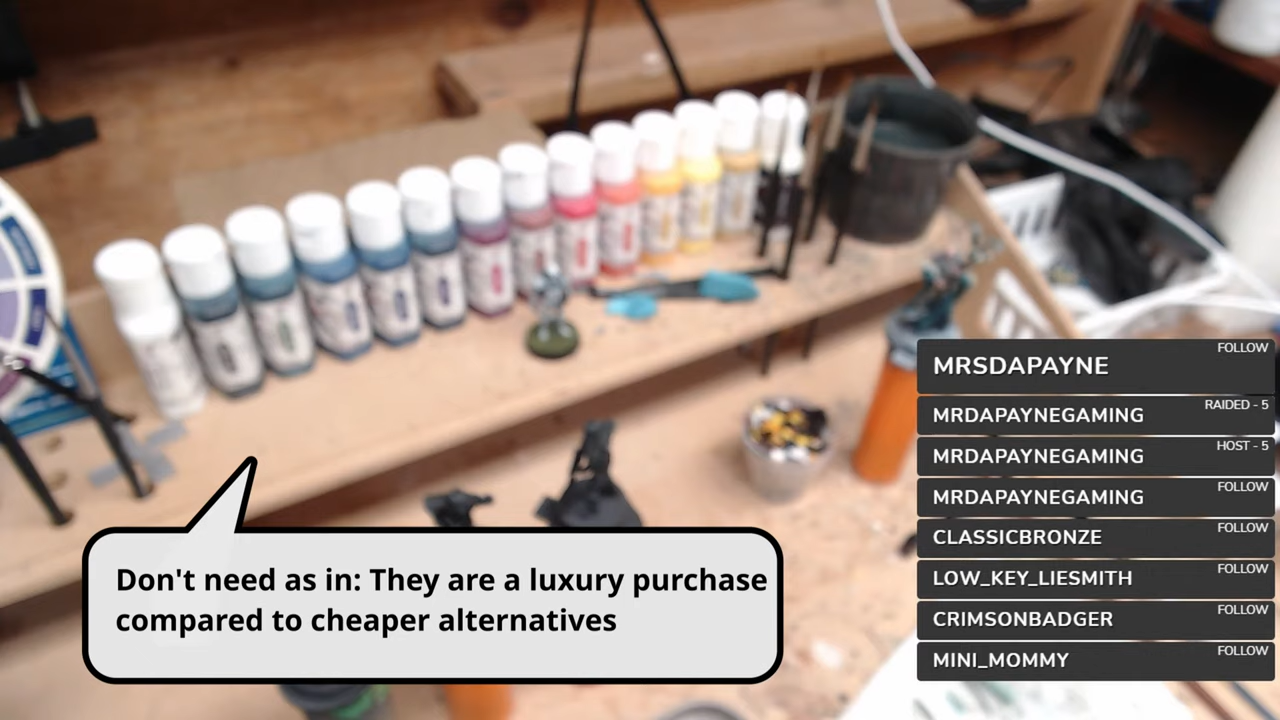 Don't need as in: They are a luxury purchase
compared to cheaper alternatives
FOLLOW
MRSDAPAYNE
RAIDED - 5
MRDAPAYNEGAMING
HOST - 5
MRDAPAYNEGAMING
FOLLOW
MRDAPAYNEGAMING
FOLLOW
CLASSICBRONZE
FOLLOW
LOW_KEY_LIESMITH
FOLLOW
CRIMSONBADGER
FOLLOW
MINI_MOMMY